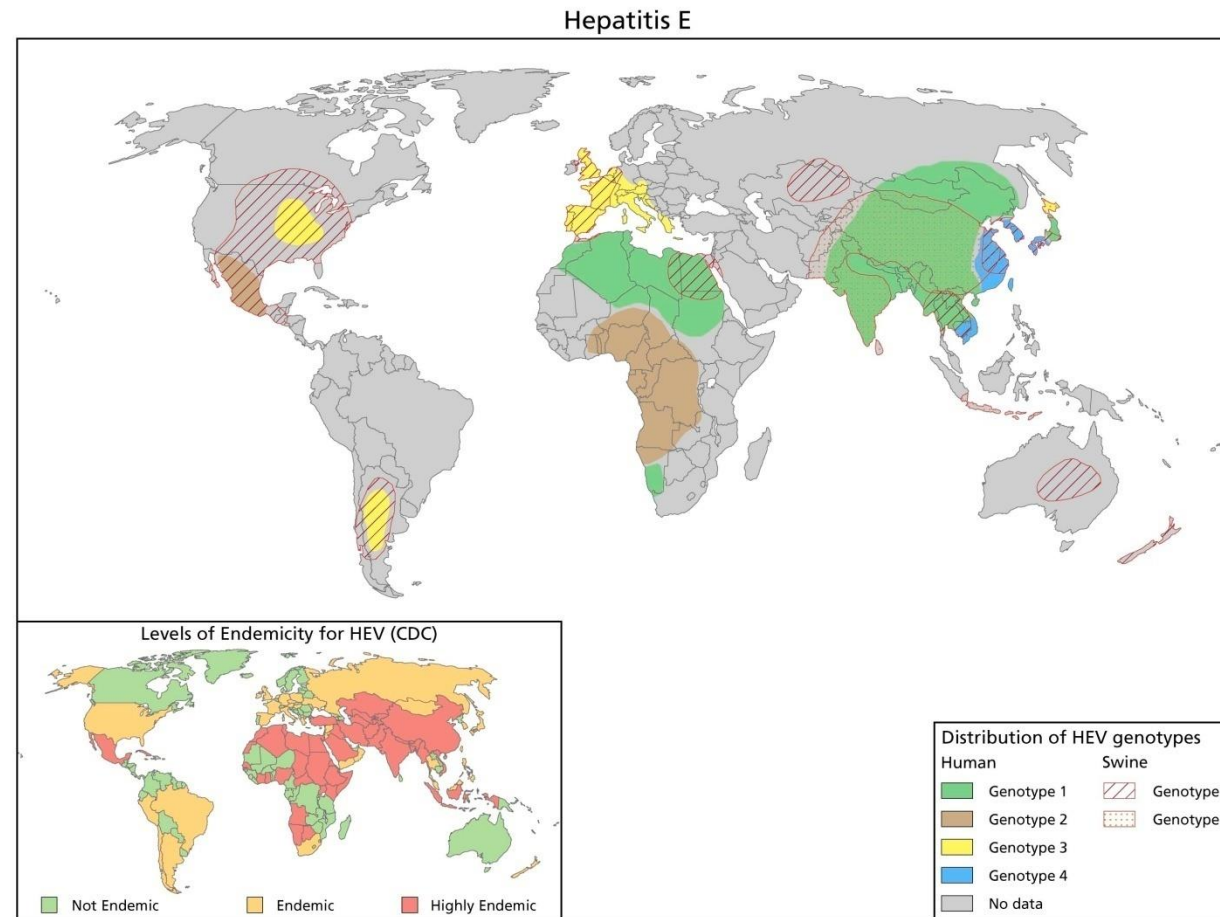 Hepatitis E
Levels of Endemicity for HEV (CDC)
Not Endemic
Endemic
Highly Endemic
Distribution of HEV genotypes
Human
Swine
Genotype 1
Genotype
Genotype 2
Genotype
Genotype 3
Genotype 4
No data